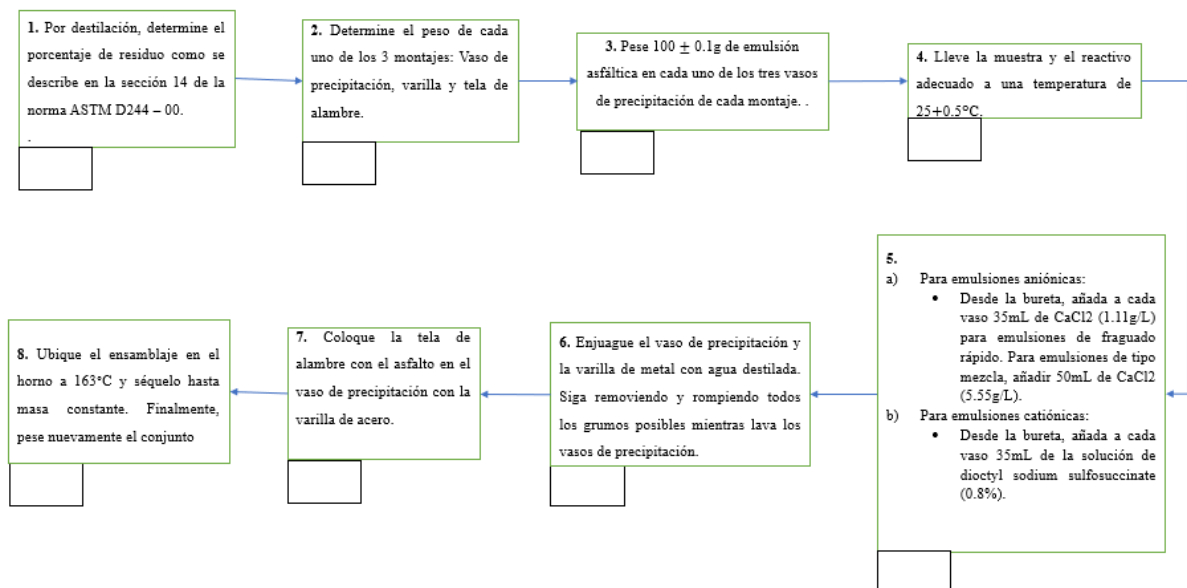 1. Por destilación, determine el
porcentaje de residuo como se
describe en la sección 14 de la
norma ASTM D244 – 00.
.
2. Determine el peso de cada
uno de los 3 montajes: Vaso de
precipitación, varilla y tela de
alambre.
3. Pese 100 ± 0.1g de emulsión
asfáltica en cada uno de los tres vasos
de precipitación de cada montaje. .
4. Lleve la muestra y el reactivo
adecuado a una temperatura de
25+0.5°C.
5.
a) Para emulsiones aniónicas:
• Desde la bureta, añada a cada
vaso 35mL de CaCl2 (1.11g/L)
para emulsiones de fraguado
rápido. Para emulsiones de tipo
mezcla, añadir 50mL de CaCl2
(5.55g/L).
b) Para emulsiones catiónicas:
• Desde la bureta, añada a cada
vaso 35mL de la solución de
dioctyl sodium sulfosuccinate
(0.8%).
6. Enjuague el vaso de precipitación y
la varilla de metal con agua destilada.
Siga removiendo y rompiendo todos
los grumos posibles mientras lava los
vasos de precipitación.
7. Coloque la tela de
alambre con el asfalto en el
vaso de precipitación con la
varilla de acero.
8. Ubique el ensamblaje en el
horno a 163°C y séquelo hasta
masa constante. Finalmente,
pese nuevamente el conjunto